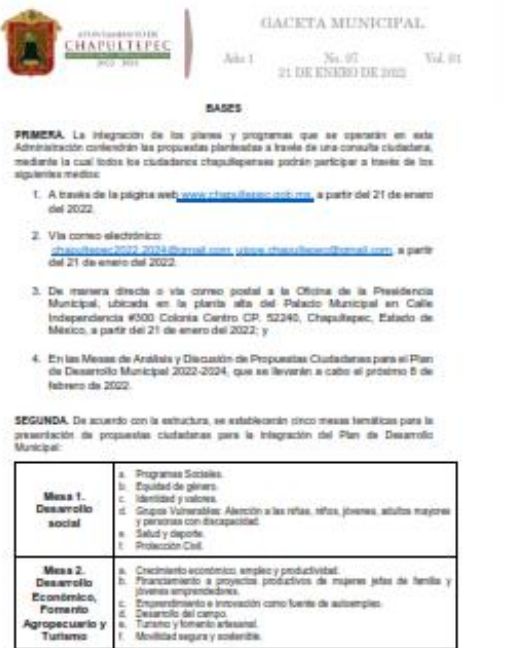 AYUNTAMIENTO DE
CHAPULTEPEC
2022 2024
GACETA MUNICIPAL
Año 1 No. 07 Vol. 01
21 DE ENERO DE 2022
BASES
PRIMERA. La integración de los planes y programas que se operarán en esta
Administración contendrán las propuestas planteadas a través de una consulta ciudadana,
mediante la cual todos los ciudadanos chapultepenses podrán participar a través de los
siguientes medios:
1. A través de la página web www.chapultepec.gob.mx, a partir del 21 de enero
del 2022.
2. Vía correo electrónico:
chapultepec2022.2024@gmail.com, uippe.chapultepec@gmail.com, a partir
del 21 de enero del 2022.
3. De manera directa o vía correo postal a la Oficina de la Presidencia
Municipal, ubicada en la planta alta del Palacio Municipal en Calle
Independencia #300 Colonia Centro CP. 52240, Chapultepec, Estado de
México, a partir del 21 de enero del 2022; y
4. En las Mesas de Análisis y Discusión de Propuestas Ciudadanas para el Plan
de Desarrollo Municipal 2022-2024, que se llevarán a cabo el próximo 8 de
febrero de 2022.
SEGUNDA. De acuerdo con la estructura, se establecerán cinco mesas temáticas para la
presentación de propuestas ciudadanas para la integración del Plan de Desarrollo
Municipal:
Mesa 1.
Desarrollo
social
a. Programas Sociales.
b. Equidad de género.
c. Identidad y valores.
d. Grupos Vulnerables: Atención a las niñas, niños, jóvenes, adultos mayores
y personas con discapacidad.
e. Salud y deporte.
f. Protección Civil.
Mesa 2.
Desarrollo
Económico,
Fomento
Agropecuario y
Turismo
a. Crecimiento económico, empleo y productividad.
b. Financiamiento a proyectos productivos de mujeres jefas de familia y
jóvenes emprendedores.
c. Emprendimiento e innovación como fuente de autoempleo.
d. Desarrollo del campo.
e. Turismo y fomento artesanal.
f. Movilidad segura y sostenible.